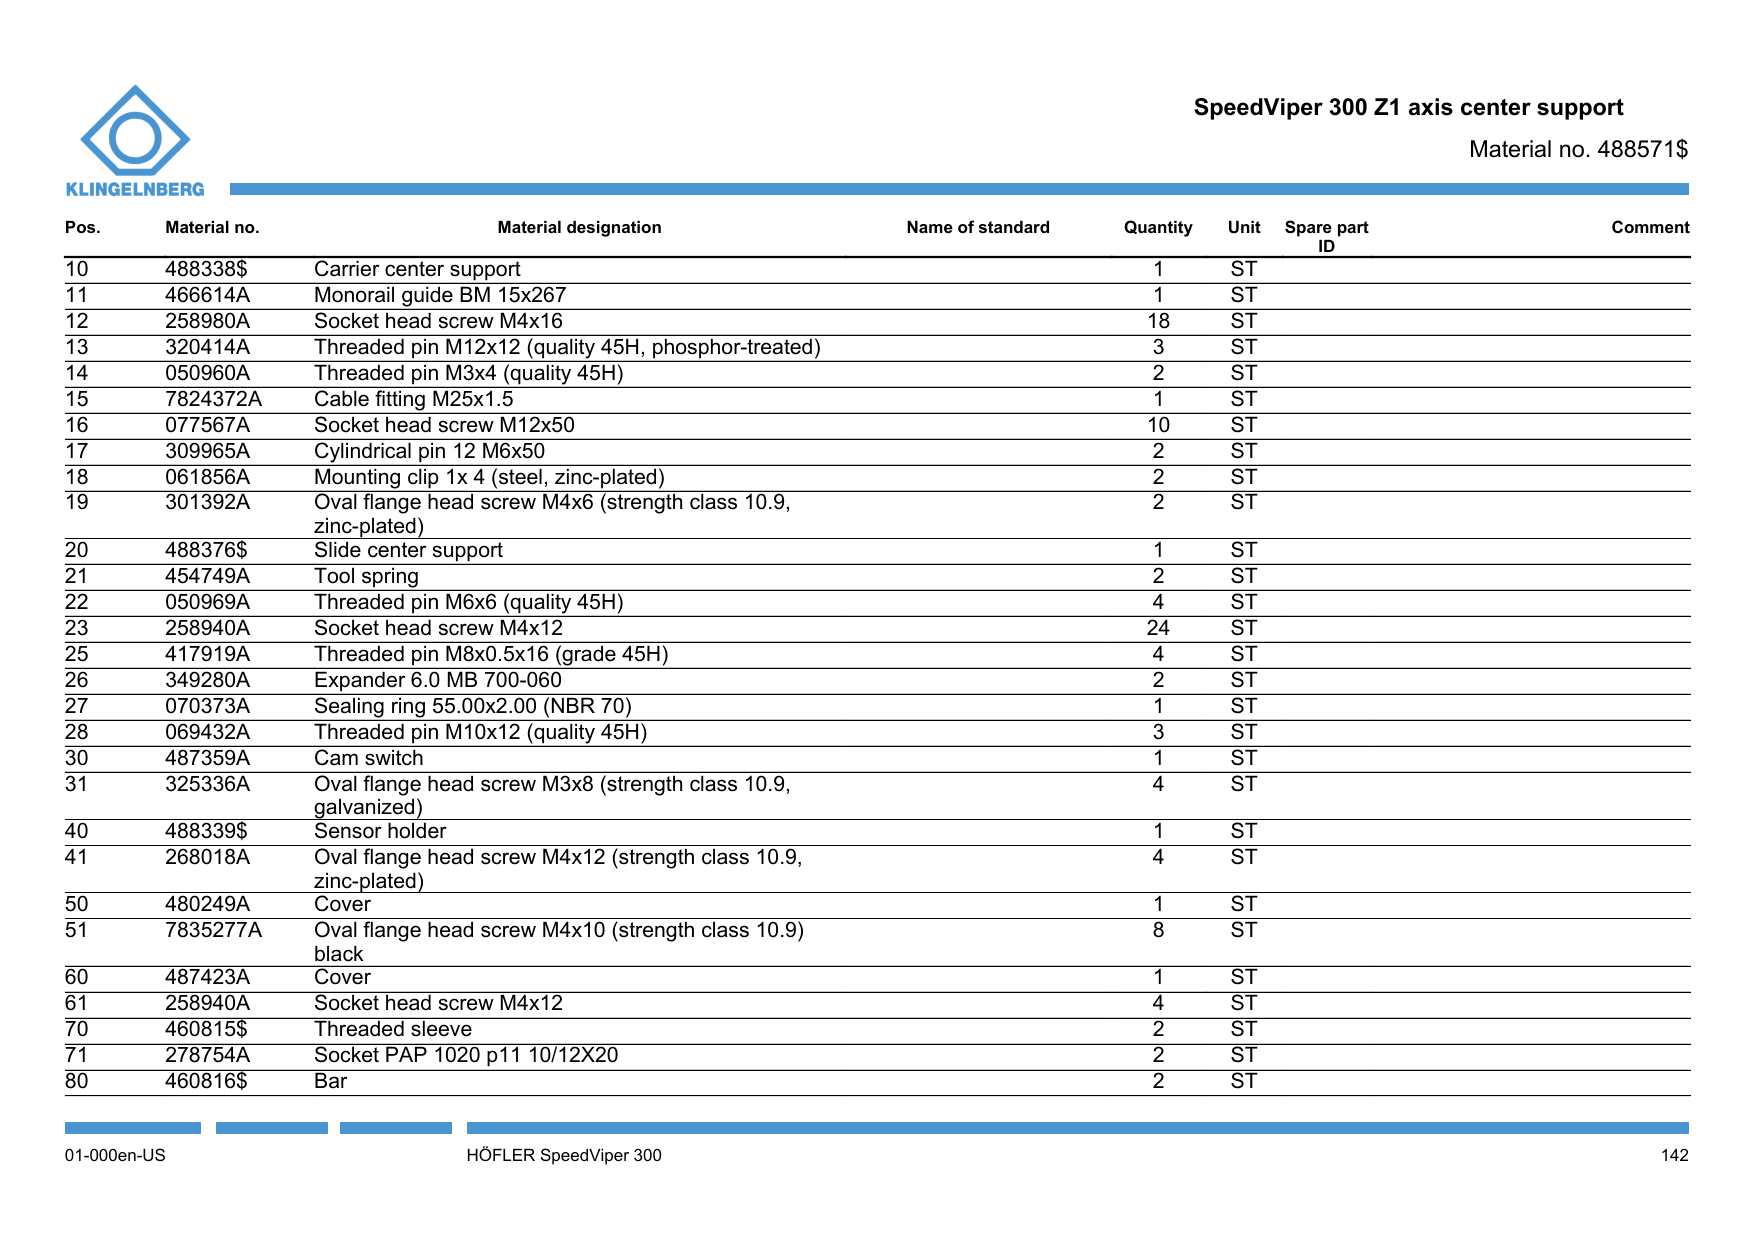 KLINGELNBERG
SpeedViper 300 Z1 axis center support
Material no. 488571$
Pos. Material no. Material designation Name of standard Quantity Unit Spare part ID Comment
10 488338$ Carrier center support 1 ST
11 466614A Monorail guide BM 15x267 1 ST
12 258980A Socket head screw M4x16 18 ST
13 320414A Threaded pin M12x12 (quality 45H, phosphor-treated) 3 ST
14 050960A Threaded pin M3x4 (quality 45H) 2 ST
15 7824372A Cable fitting M25x1.5 1 ST
16 077567A Socket head screw M12x50 10 ST
17 309965A Cylindrical pin 12 M6x50 2 ST
18 061856A Mounting clip 1x 4 (steel, zinc-plated) 2 ST
19 301392A Oval flange head screw M4x6 (strength class 10.9, 2 ST
zinc-plated)
20 488376$ Slide center support 1 ST
21 454749A Tool spring 2 ST
22 050969A Threaded pin M6x6 (quality 45H) 4 ST
23 258940A Socket head screw M4x12 24 ST
25 417919A Threaded pin M8x0.5x16 (grade 45H) 4 ST
26 349280A Expander 6.0 MB 700-060 2 ST
27 070373A Sealing ring 55.00x2.00 (NBR 70) 1 ST
28 069432A Threaded pin M10x12 (quality 45H) 3 ST
30 487359A Cam switch 1 ST
31 325336A Oval flange head screw M3x8 (strength class 10.9, 4 ST
galvanized)
40 488339$ Sensor holder 1 ST
41 268018A Oval flange head screw M4x12 (strength class 10.9, 4 ST
zinc-plated)
50 480249A Cover 1 ST
51 7835277A Oval flange head screw M4x10 (strength class 10.9) 8 ST
black
60 487423A Cover 1 ST
61 258940A Socket head screw M4x12 4 ST
70 460815$ Threaded sleeve 2 ST
71 278754A Socket PAP 1020 p11 10/12X20 2 ST
80 460816$ Bar 2 ST
01-000en-US HÖFLER SpeedViper 300 142